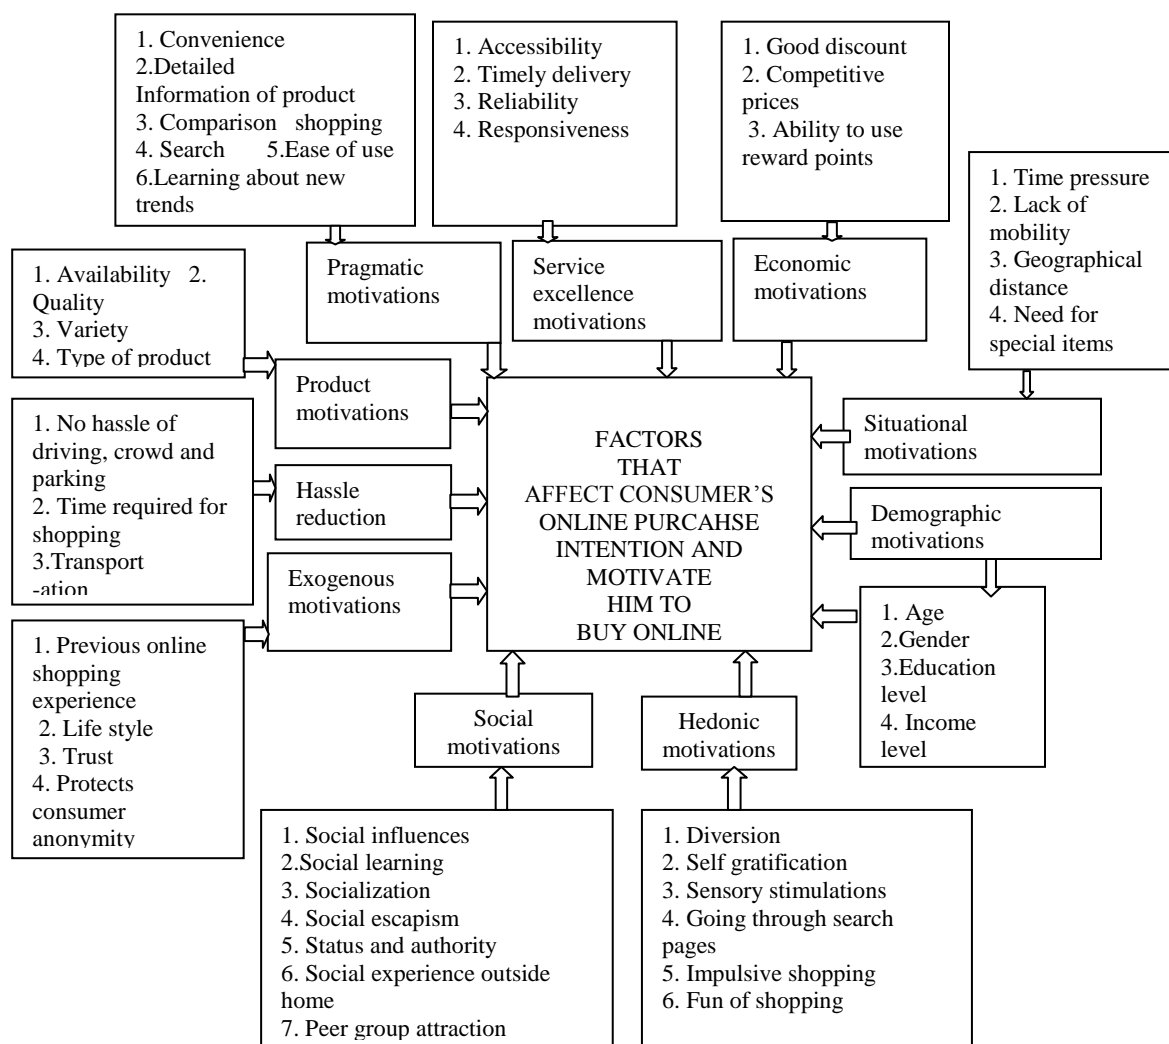 1. Convenience
2.Detailed
Information of product
3. Comparison shopping
4. Search 5.Ease of use
6.Learning about new
trends
1. Accessibility
2. Timely delivery
3. Reliability
4. Responsiveness
1. Good discount
2. Competitive
prices
3. Ability to use
reward points
1. Time pressure
2. Lack of
mobility
3. Geographical
distance
4. Need for
special items
Pragmatic
motivations
Service
excellence
motivations
Economic
motivations
1. Availability 2.
Quality
3. Variety
4. Type of product
Product
motivations
Situational
motivations
1. No hassle of
driving, crowd and
parking
2. Time required for
shopping
3.Transport
-ation
Hassle
reduction
FACTORS
THAT
AFFECT CONSUMER’S
ONLINE PURCAHSE
INTENTION AND
MOTIVATE
HIM TO
BUY ONLINE
Demographic
motivations
Exogenous
motivations
1. Age
2.Gender
3.Education
level
4. Income
level
1. Previous online
shopping
experience
2. Life style
3. Trust
4. Protects
consumer
anonymity
Social
motivations
Hedonic
motivations
1. Social influences
2.Social learning
3. Socialization
4. Social escapism
5. Status and authority
6. Social experience outside
home
7. Peer group attraction
1. Diversion
2. Self gratification
3. Sensory stimulations
4. Going through search
pages
5. Impulsive shopping
6. Fun of shopping